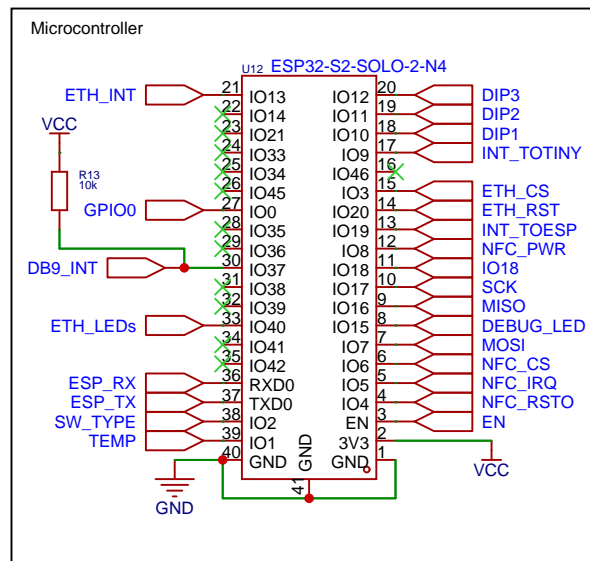 Microcontroller
U12 ESP32-S2-SOLO-2-N4
ETH_INT 21 IO13 IO12 20 DIP3
22 IO14 IO11 19 DIP2
VCC 23 IO21 IO10 18 DIP1
24 IO33 IO9 17 INT_TOTINY
R13 25 IO34 IO46 16
10k 26 IO45 IO3 15 ETH_CS
GPIO0 27 IO0 IO20 14 ETH_RST
28 IO35 IO19 13 INT_TOESP
29 IO36 IO8 12 NFC_PWR
DB9_INT 30 IO37 IO18 11 IO18
31 IO38 IO17 10 SCK
32 IO39 IO16 9 MISO
ETH_LEDs 33 IO40 IO15 8 DEBUG_LED
34 IO41 IO7 7 MOSI
35 IO42 IO6 6 NFC_CS
ESP_RX 36 RXD0 IO5 5 NFC_IRQ
ESP_TX 37 TXD0 IO4 4 NFC_RSTO
SW_TYPE 38 IO2 EN 3 EN
TEMP 39 IO1 3V3 2
40 GND GND GND 1
41
GND VCC